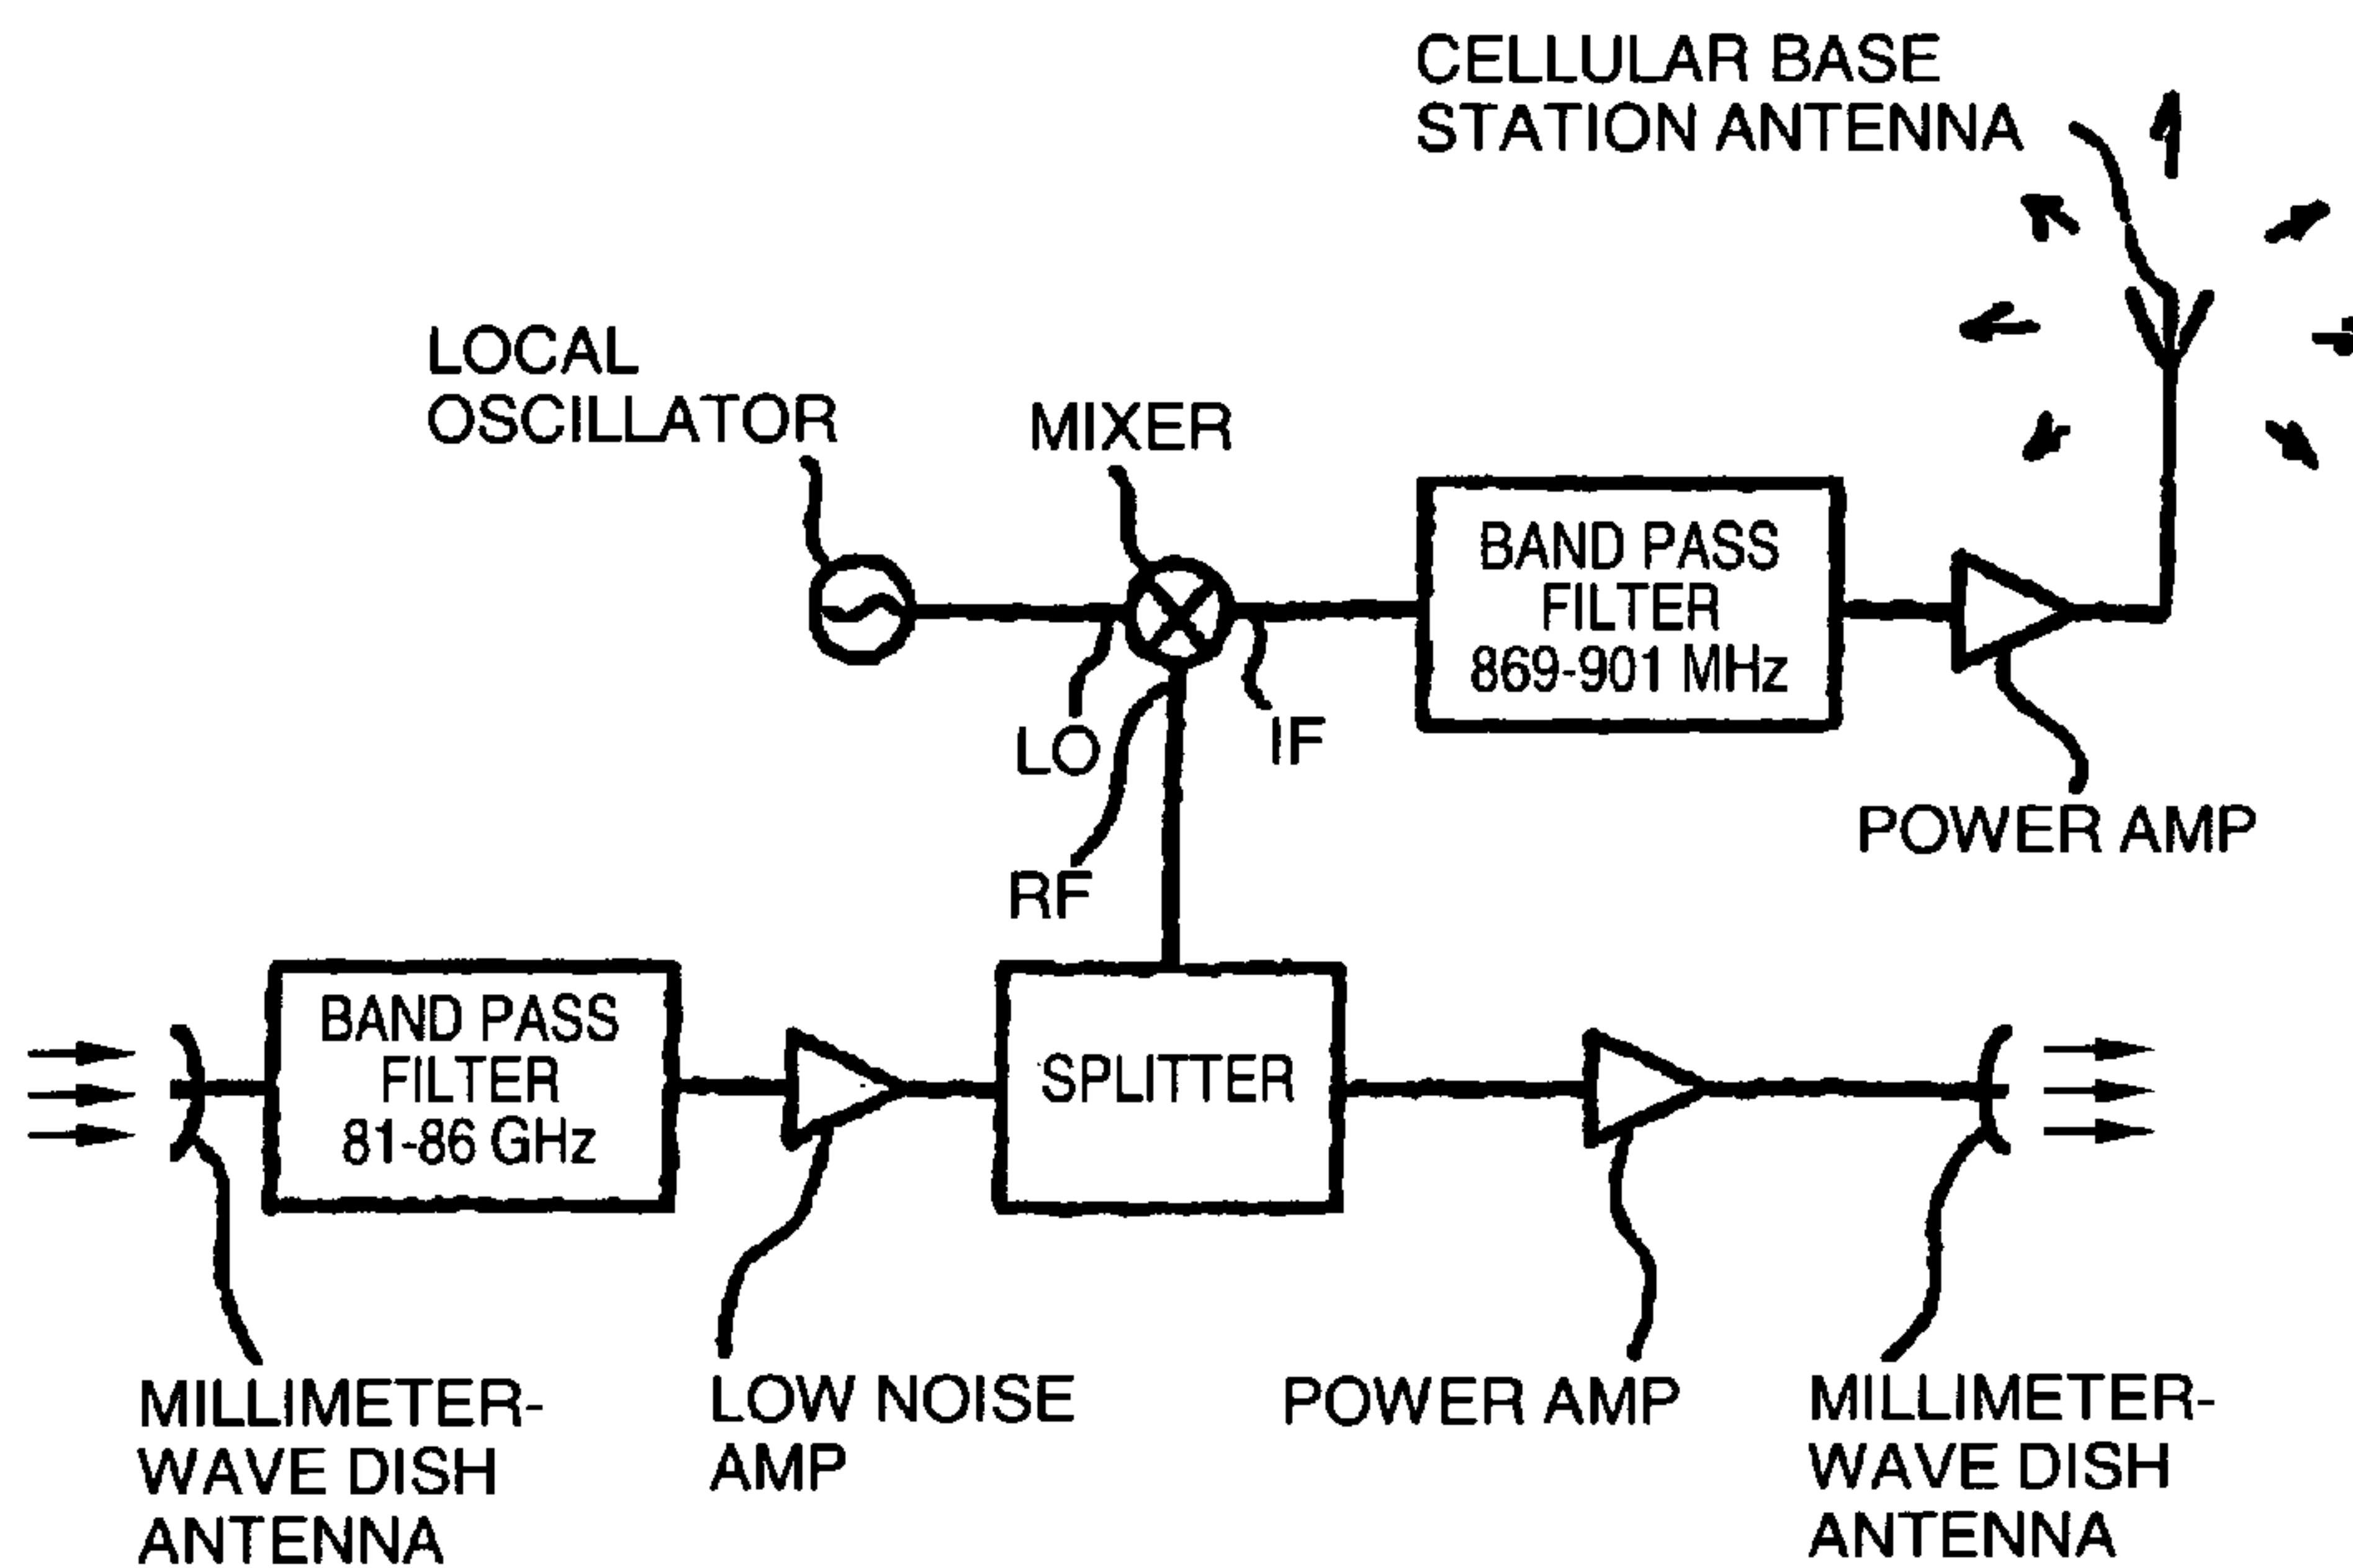 CELLULAR BASE
STATION ANTENNA
LOCAL
OSCILLATOR
MIXER
BAND PASS
FILTER
869-901 MHz
LO
IF
POWER AMP
RF
BAND PASS
FILTER
81-86 GHz
SPLITTER
MILLIMETER-
WAVE DISH
ANTENNA
LOW NOISE
AMP
POWER AMP
MILLIMETER-
WAVE DISH
ANTENNA